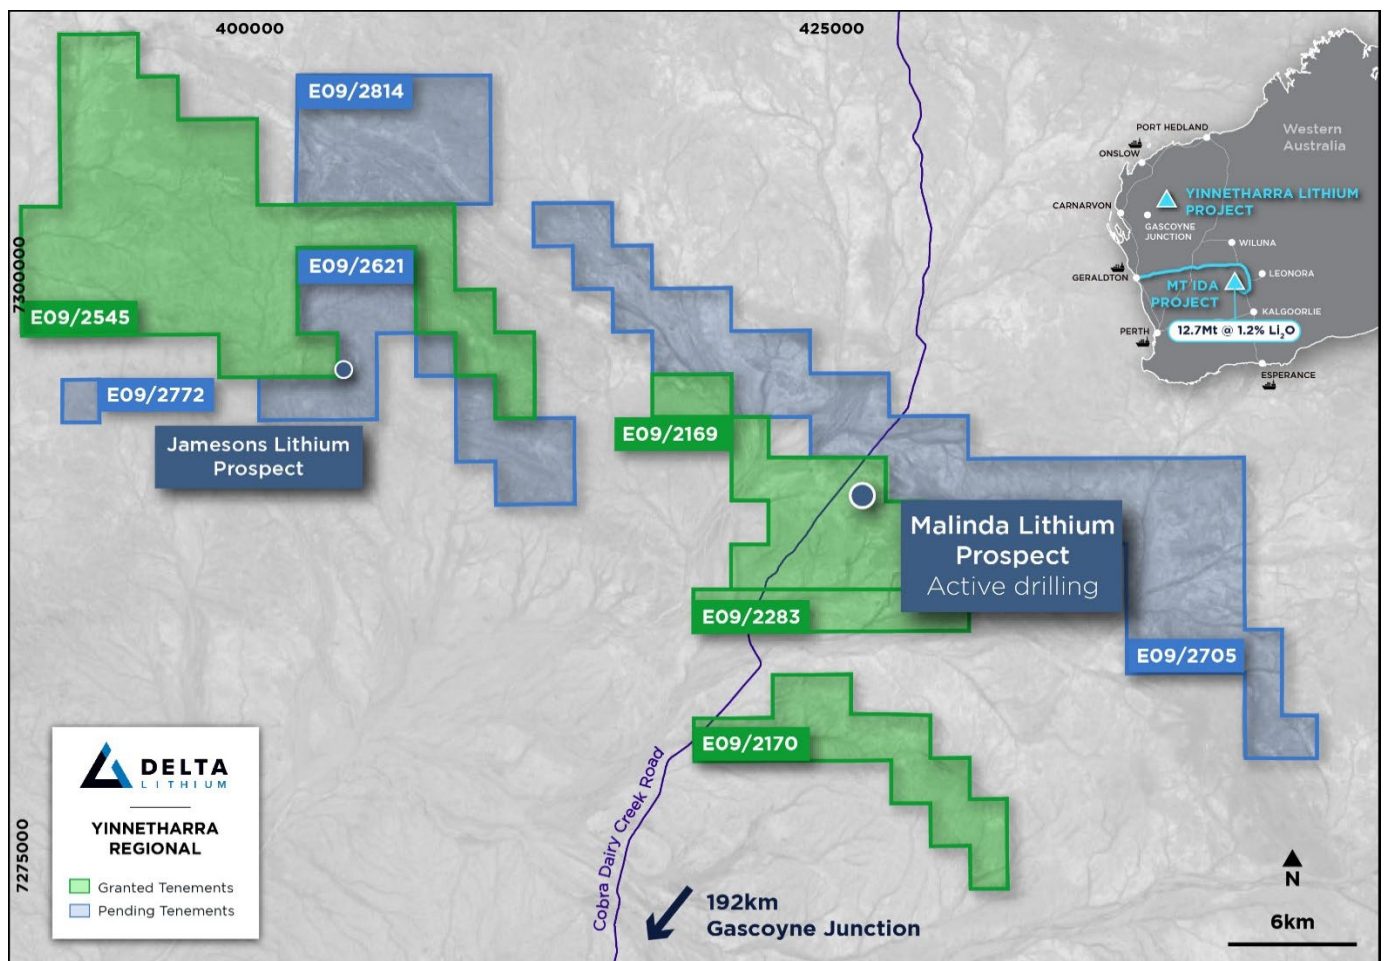 400000
425000
7300000
7275000
E09/2814
E09/2621
E09/2545
E09/2772
Jamesons Lithium
Prospect
E09/2169
Malinda Lithium
Prospect
Active drilling
E09/2283
E09/2705
E09/2170
Cobra Dairy Creek Road
192km
Gascoyne Junction
N
6km
DELTA
LITHIUM
YINNETHARRA
REGIONAL
Granted Tenements
Pending Tenements
Western
Australia
PORT HEDLAND
ONSLOW
CARNARVON
YINNETHARRA LITHIUM
PROJECT
GASCOYNE
JUNCTION
WILUNA
GERALDTON
LEONORA
MT IDA
PROJECT
KALGOORLIE
PERTH
12.7Mt @ 1.2% Li₂O
ESPERANCE